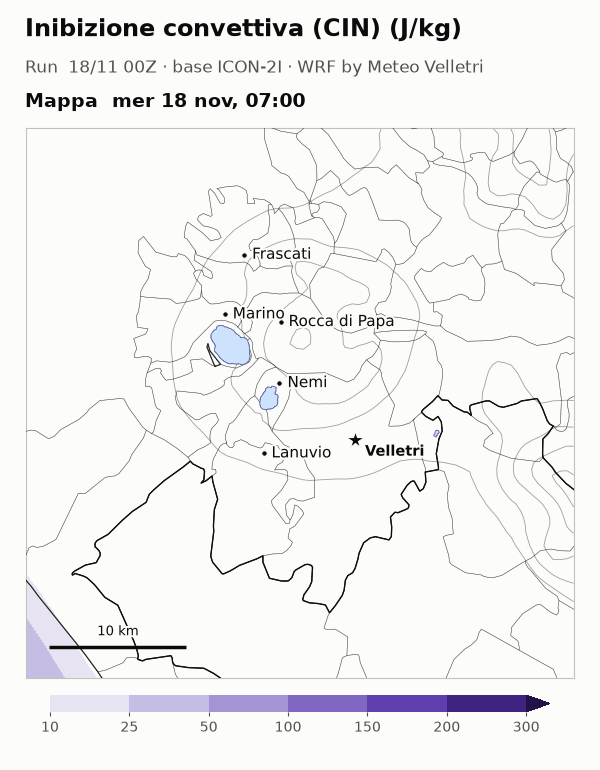 Inibizione convettiva (CIN) (J/kg)
Run 18/11 00Z · base ICON-2I · WRF by Meteo Velletri
Mappa mer 18 nov, 07:00
Frascati
Marino
Rocca di Papa
Nemi
Velletri
Lanuvio
10 km
10 25 50 100 150 200 300